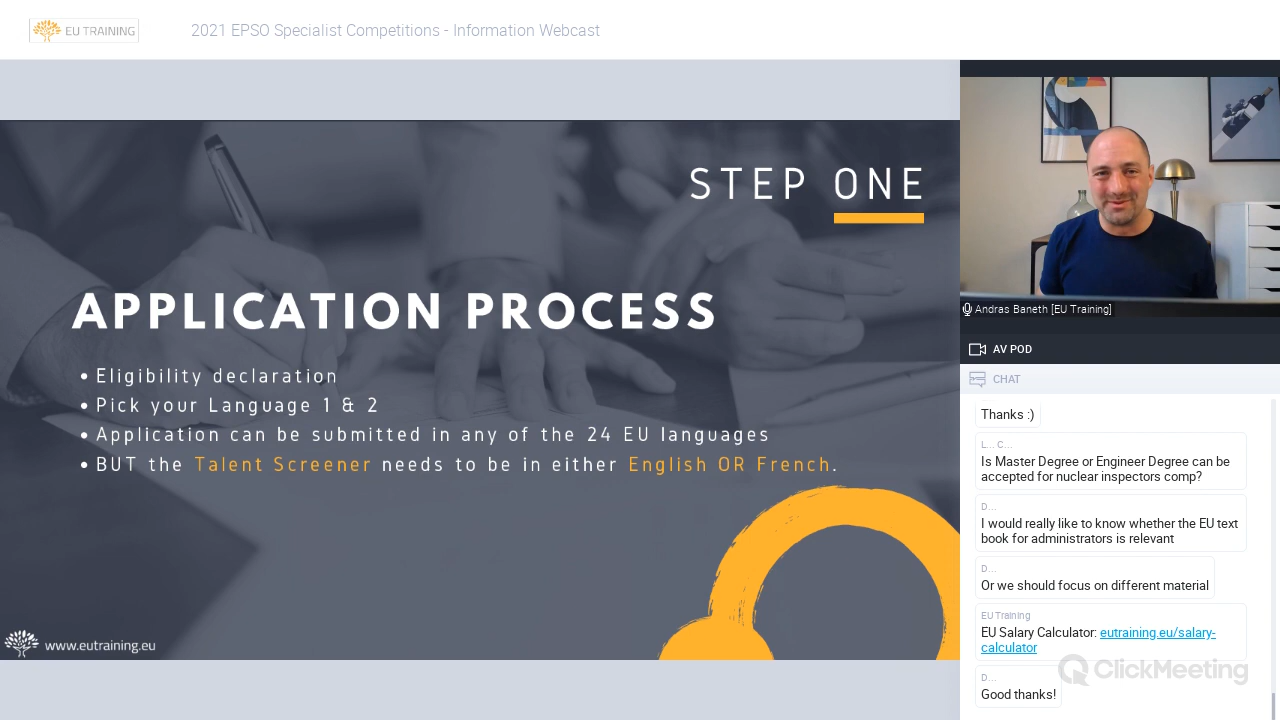 EU TRAINING
2021 EPSO Specialist Competitions - Information Webcast
STEP ONE
APPLICATION PROCESS
• Eligibility declaration
• Pick your Language 1 & 2
• Application can be submitted in any of the 24 EU languages
• BUT the Talent Screener needs to be in either English OR French.
www.eutraining.eu
Andras Baneth [EU Training]
AV POD
CHAT
Thanks :)
L... C...
Is Master Degree or Engineer Degree can be
accepted for nuclear inspectors comp?
D...
I would really like to know whether the EU text
book for administrators is relevant
D...
Or we should focus on different material
EU Training
EU Salary Calculator: eutraining.eu/salary-
calculator
ClickMeeting
D...
Good thanks!